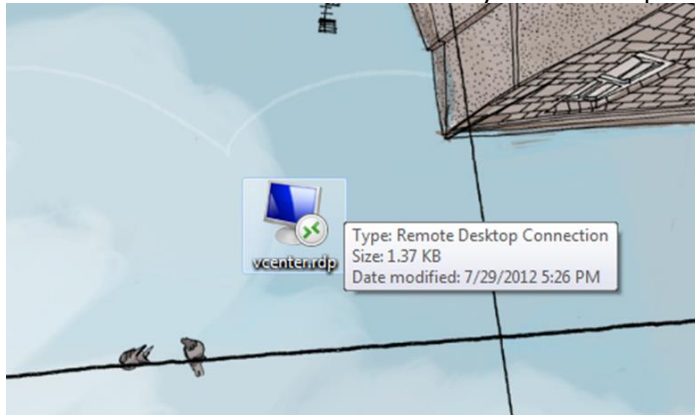 vcenter.rdp
Type: Remote Desktop Connection
Size: 1.37 KB
Date modified: 7/29/2012 5:26 PM